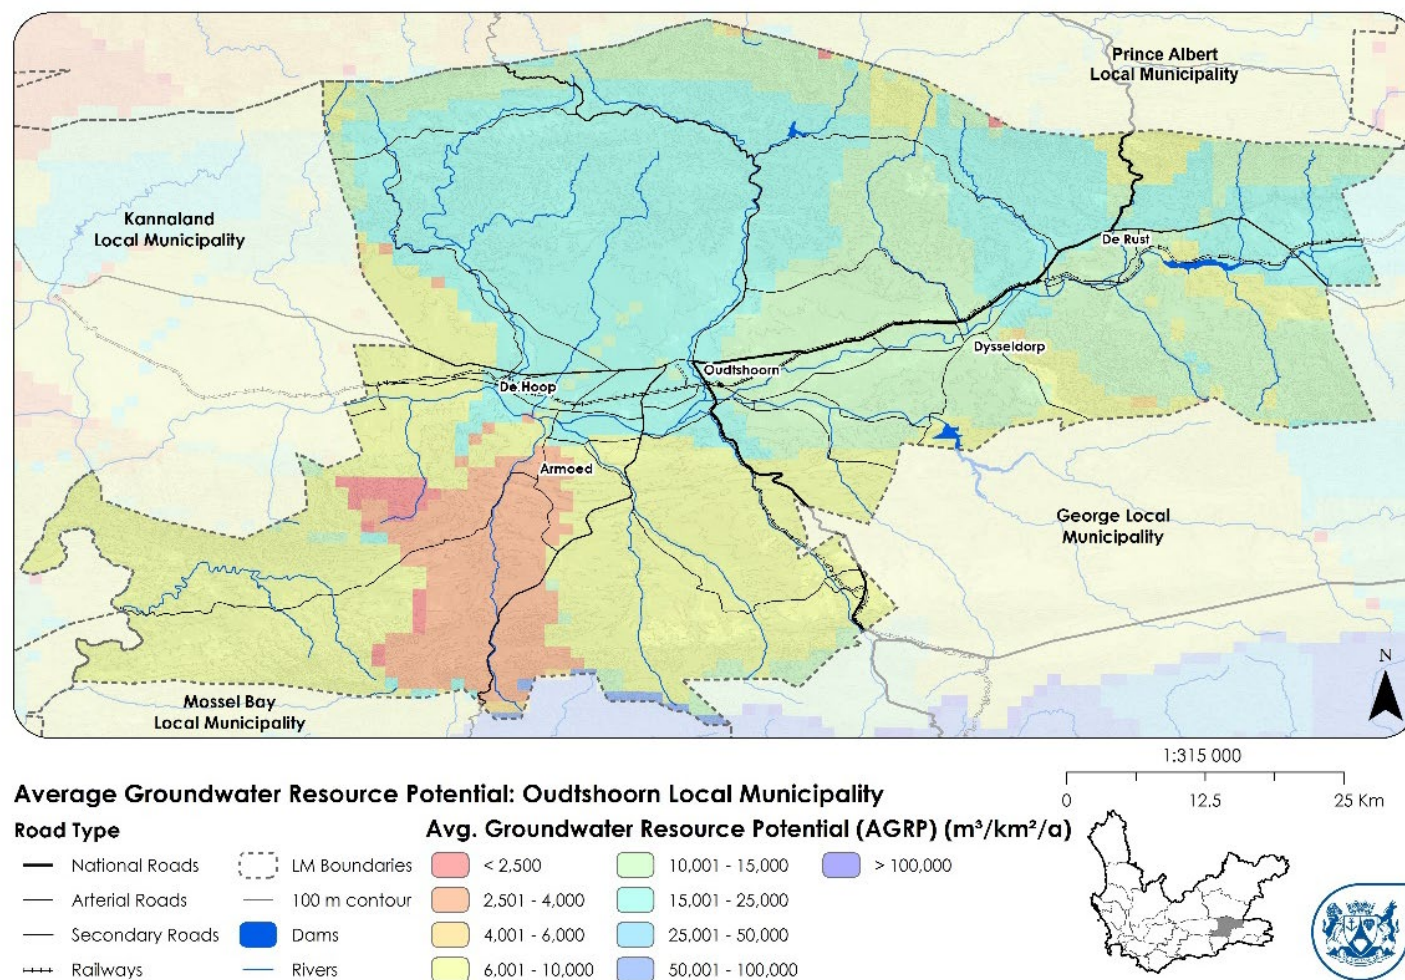 Prince Albert
Local Municipality
Kannaland
Local Municipality
De Rust
Dysseldorp
Oudtshoorn
De Hoop
Armoed
George Local
Municipality
Mossel Bay
Local Municipality
N
1:315 000
0 12.5 25 Km
Average Groundwater Resource Potential: Oudtshoorn Local Municipality
Road Type
National Roads
Arterial Roads
Secondary Roads
Railways
LM Boundaries
100 m contour
Dams
Rivers
Avg. Groundwater Resource Potential (AGRP) (m³/km²/a)
< 2,500
2,501 - 4,000
4,001 - 6,000
6,001 - 10,000
10,001 - 15,000
15,001 - 25,000
25,001 - 50,000
50,001 - 100,000
> 100,000